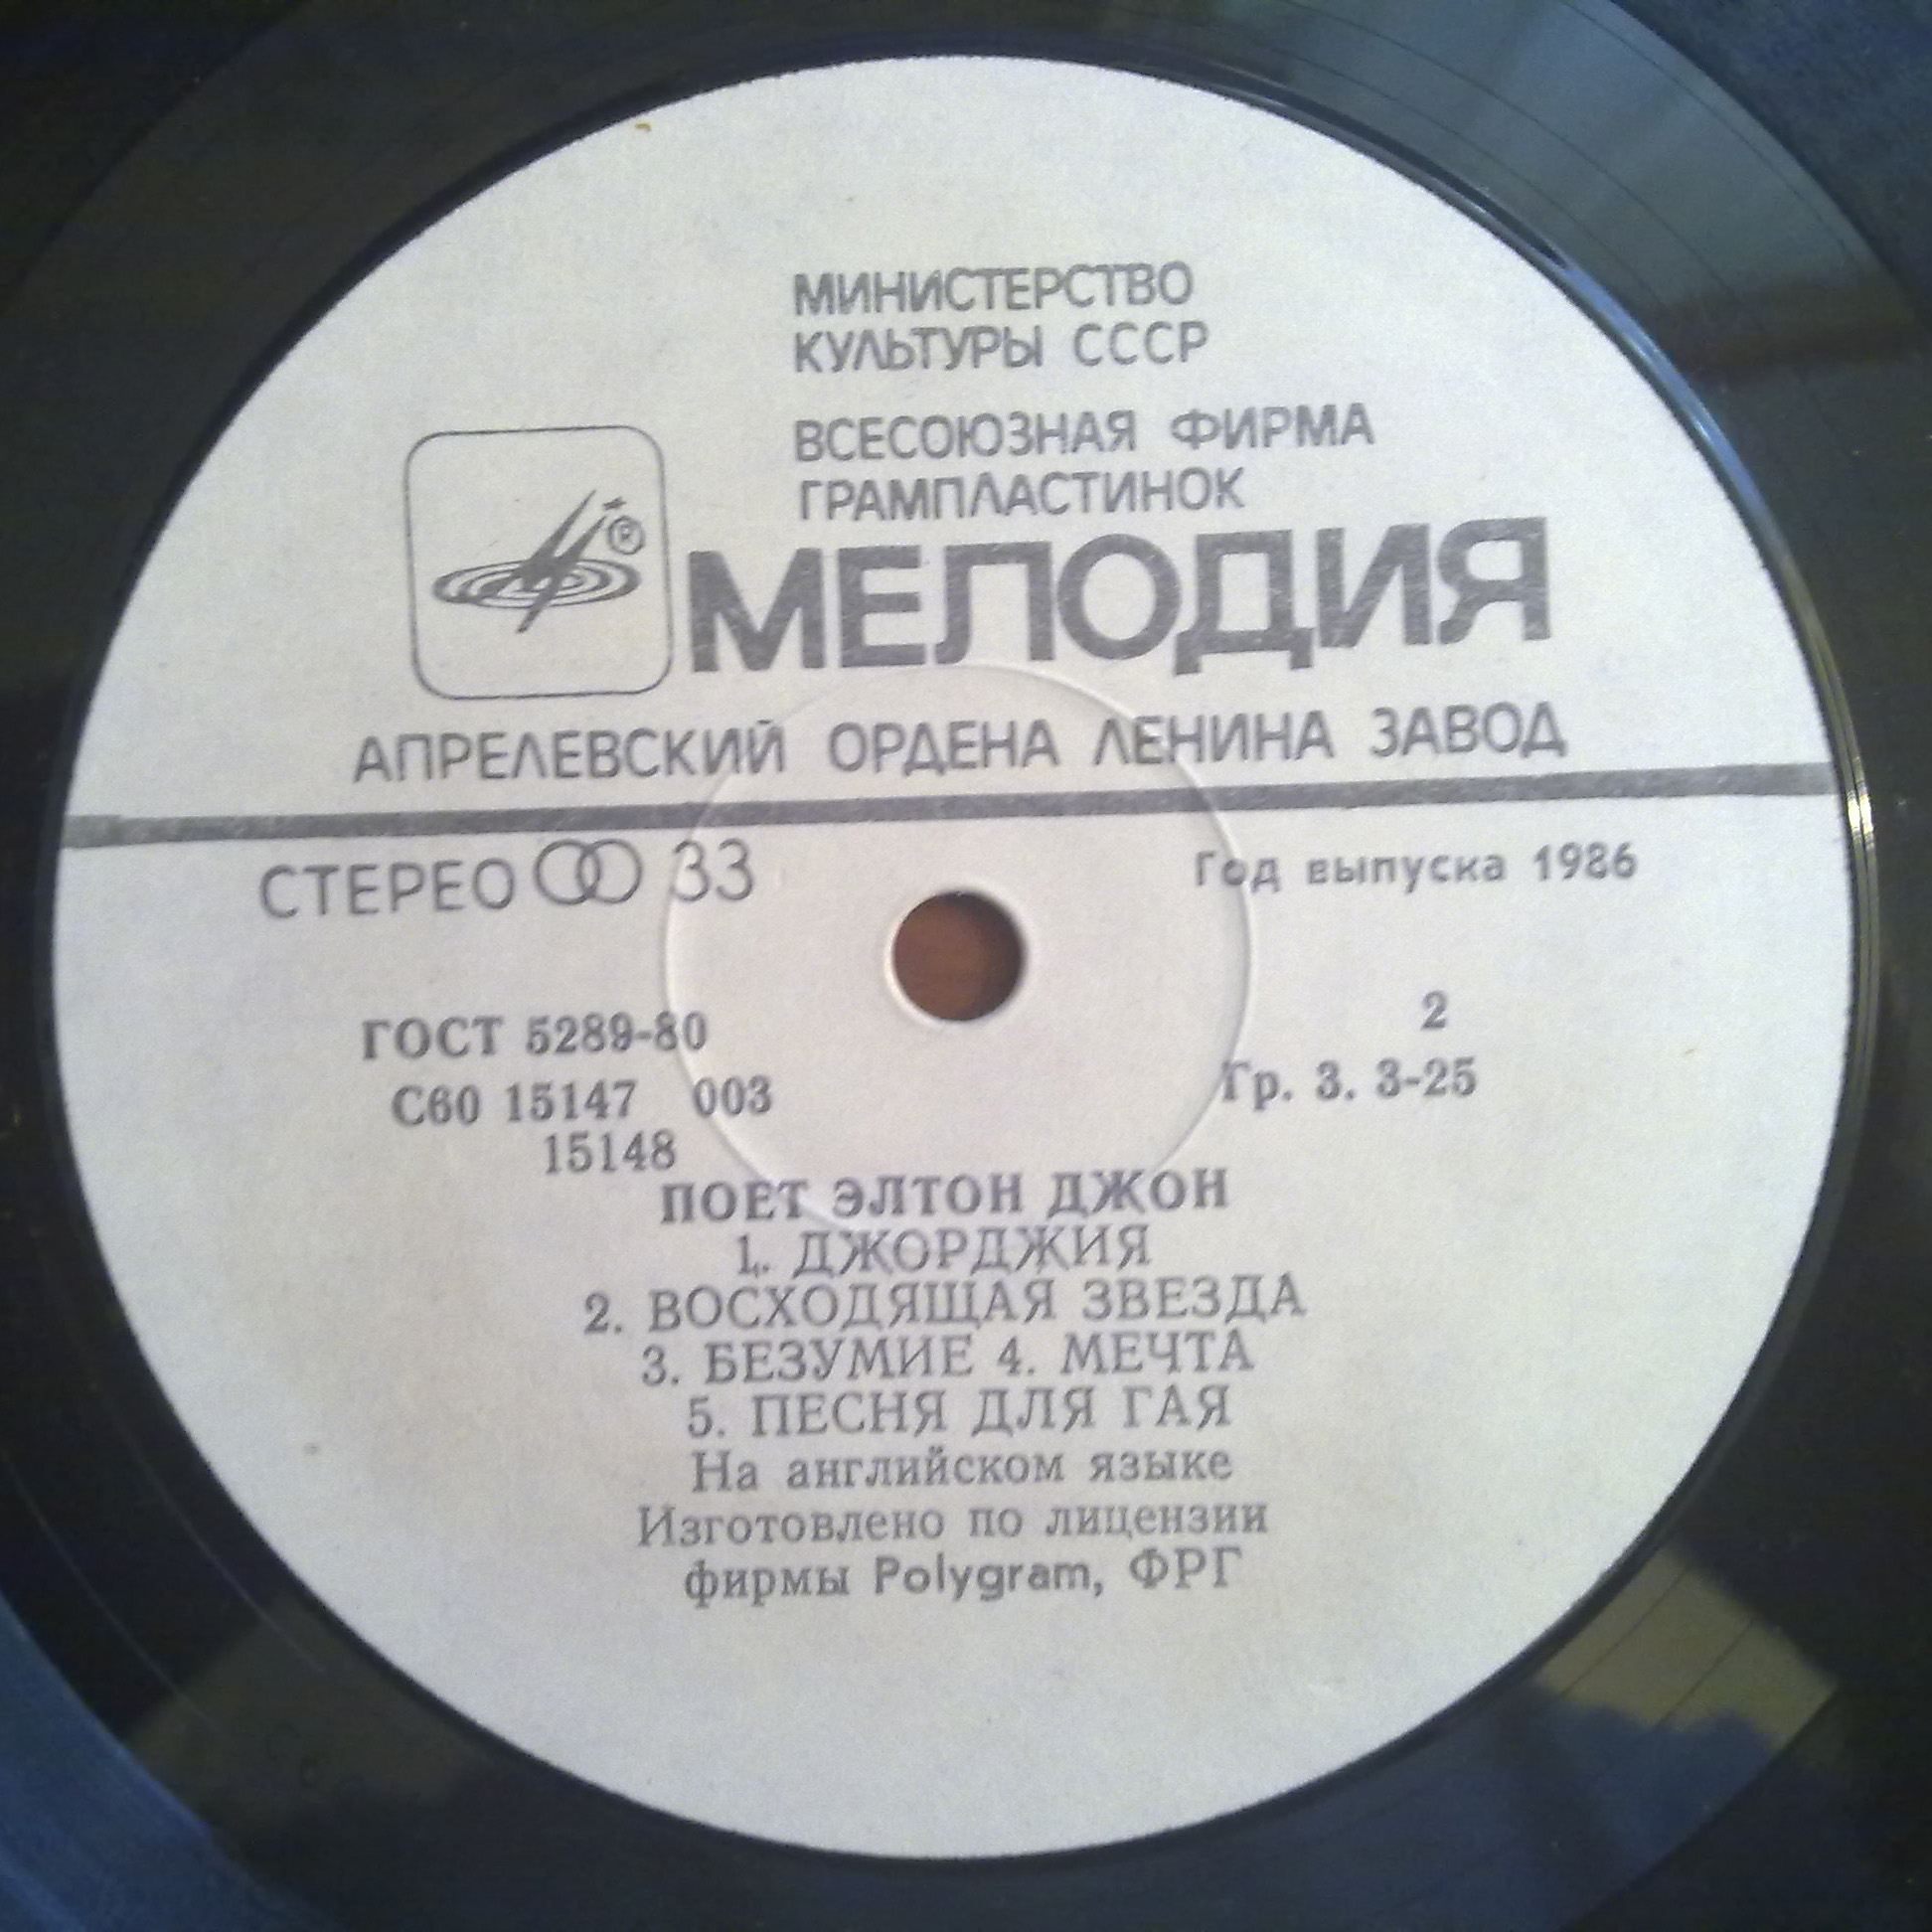 МИНИСТЕРСТВО
КУЛЬТУРЫ СССР
ВСЕСОЮЗНАЯ ФИРМА
ГРАМПЛАСТИНОК
®
МЕЛОДИЯ
АПРЕЛЕВСКИЙ ОРДЕНА ЛЕНИНА ЗАВОД
СТЕРЕО 33
Год выпуска 1986
ГОСТ 5289-80
2
С60 15147 003
Гр. 3. 3-25
15148
ПОЕТ ЭЛТОН ДЖОН
1. ДЖОРДЖИЯ
2. ВОСХОДЯЩАЯ ЗВЕЗДА
3. БЕЗУМИЕ 4. МЕЧТА
5. ПЕСНЯ ДЛЯ ГАЯ
На английском языке
Изготовлено по лицензии
фирмы Polygram, ФРГ